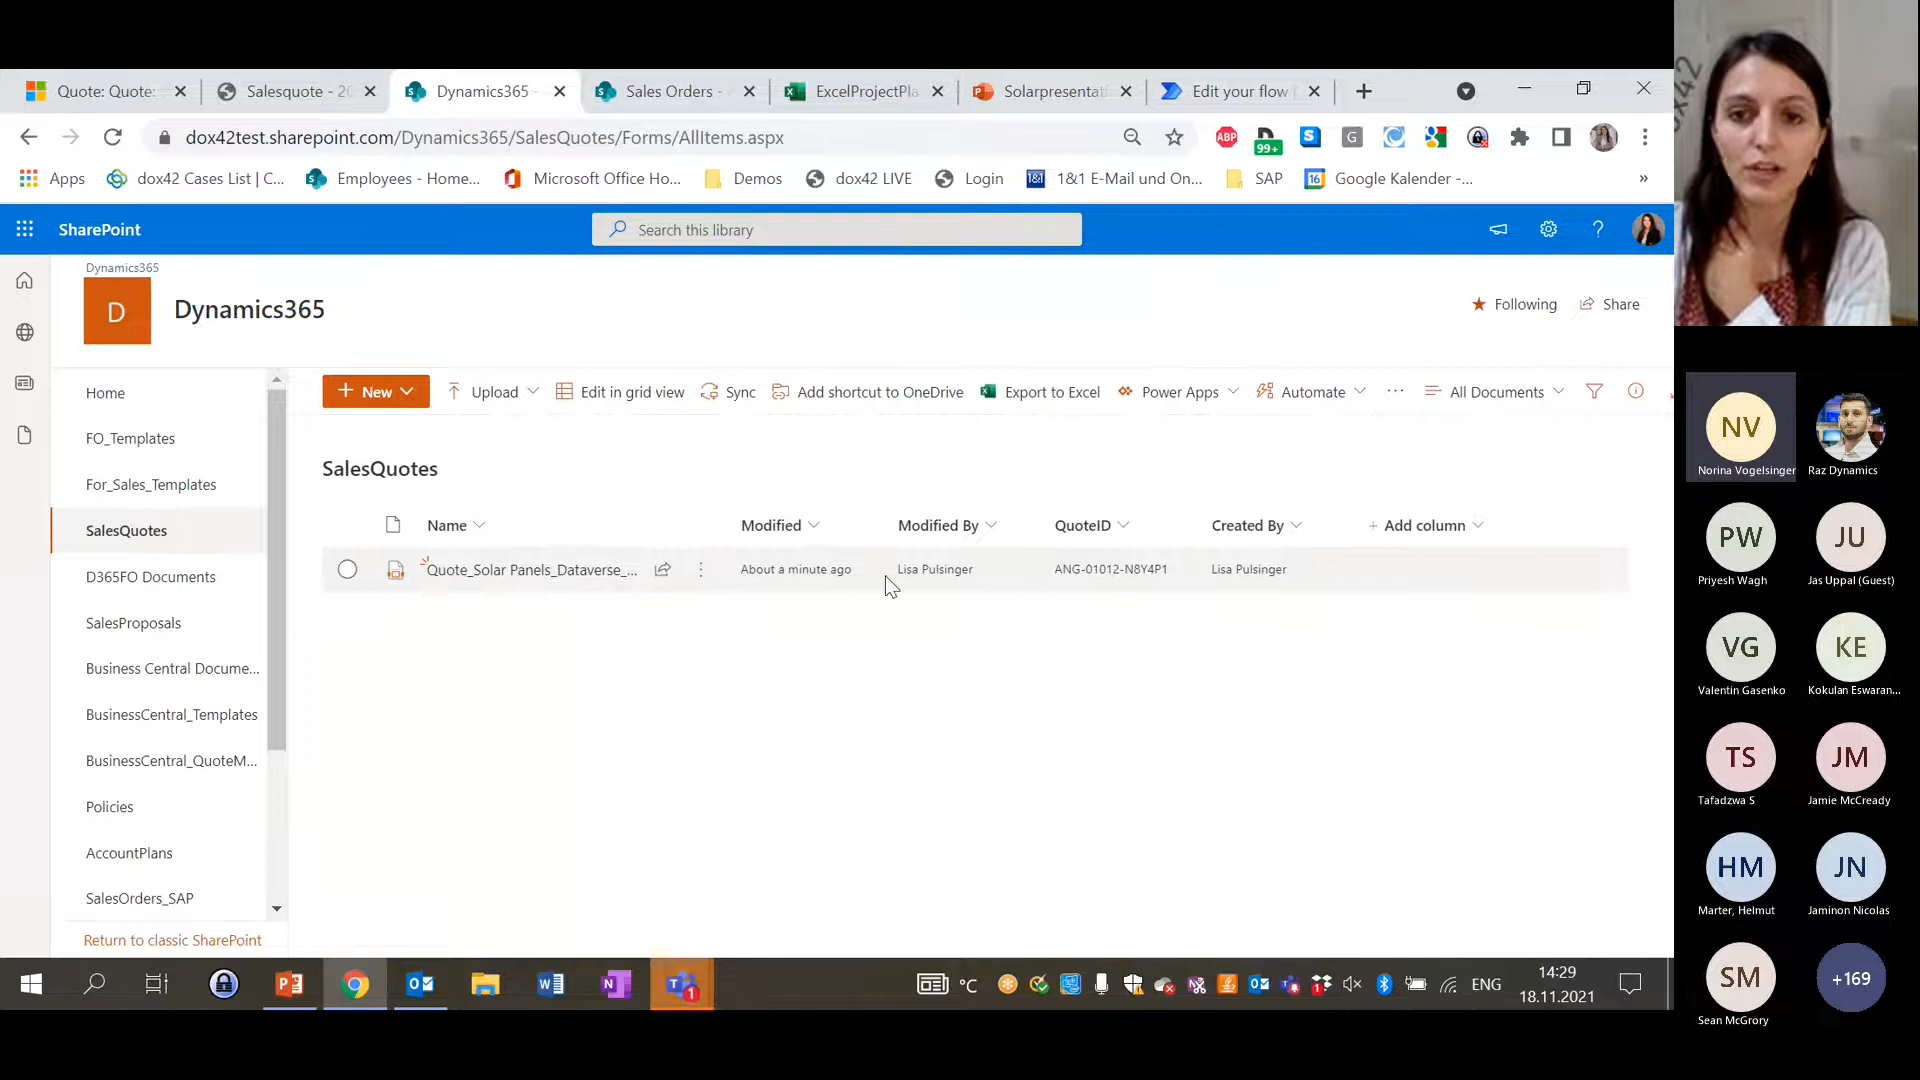 Quote: Quote:
Salesquote - 20
Dynamics365 -
Sales Orders -
ExcelProjectPla
Solarpresentati
Edit your flow
dox42test.sharepoint.com/Dynamics365/SalesQuotes/Forms/AllItems.aspx
ABP
99+
Apps
dox42 Cases List | C...
Employees - Home...
Microsoft Office Ho...
Demos
dox42 LIVE
Login
1&1 E-Mail und On...
SAP
Google Kalender -...
SharePoint
Search this library
Dynamics365
D
Dynamics365
Following
Share
Home
FO_Templates
For_Sales_Templates
SalesQuotes
D365FO Documents
SalesProposals
Business Central Docume...
BusinessCentral_Templates
BusinessCentral_QuoteM...
Policies
AccountPlans
SalesOrders_SAP
Return to classic SharePoint
New
Upload
Edit in grid view
Sync
Add shortcut to OneDrive
Export to Excel
Power Apps
Automate
All Documents
SalesQuotes
Name
Modified
Modified By
QuoteID
Created By
Add column
Quote_Solar Panels_Dataverse_...
About a minute ago
Lisa Pulsinger
ANG-01012-N8Y4P1
Lisa Pulsinger
°C
ENG
14:29
18.11.2021
NV
Norina Vogelsinger
Raz Dynamics
PW
Priyesh Wagh
JU
Jas Uppal (Guest)
VG
Valentin Gasenko
KE
Kokulan Eswaran...
TS
Tafadzwa S
JM
Jamie McCready
HM
Marter, Helmut
JN
Jaminon Nicolas
SM
Sean McGrory
+169